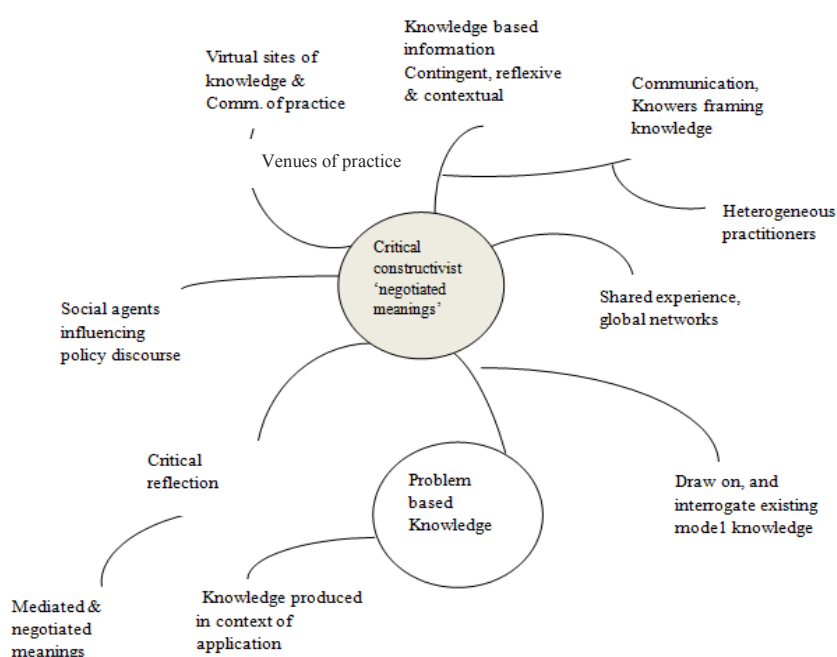 Knowledge based
information
Contingent, reflexive
& contextual
Virtual sites of
knowledge &
Comm. of practice
Communication,
Knowers framing
knowledge
Venues of practice
Heterogeneous
practitioners
Critical
constructivist
‘negotiated
meanings’
Shared experience,
global networks
Social agents
influencing
policy discourse
Critical
reflection
Problem
based
Knowledge
Draw on, and
interrogate existing
mode1 knowledge
Knowledge produced
in context of
application
Mediated &
negotiated
meanings